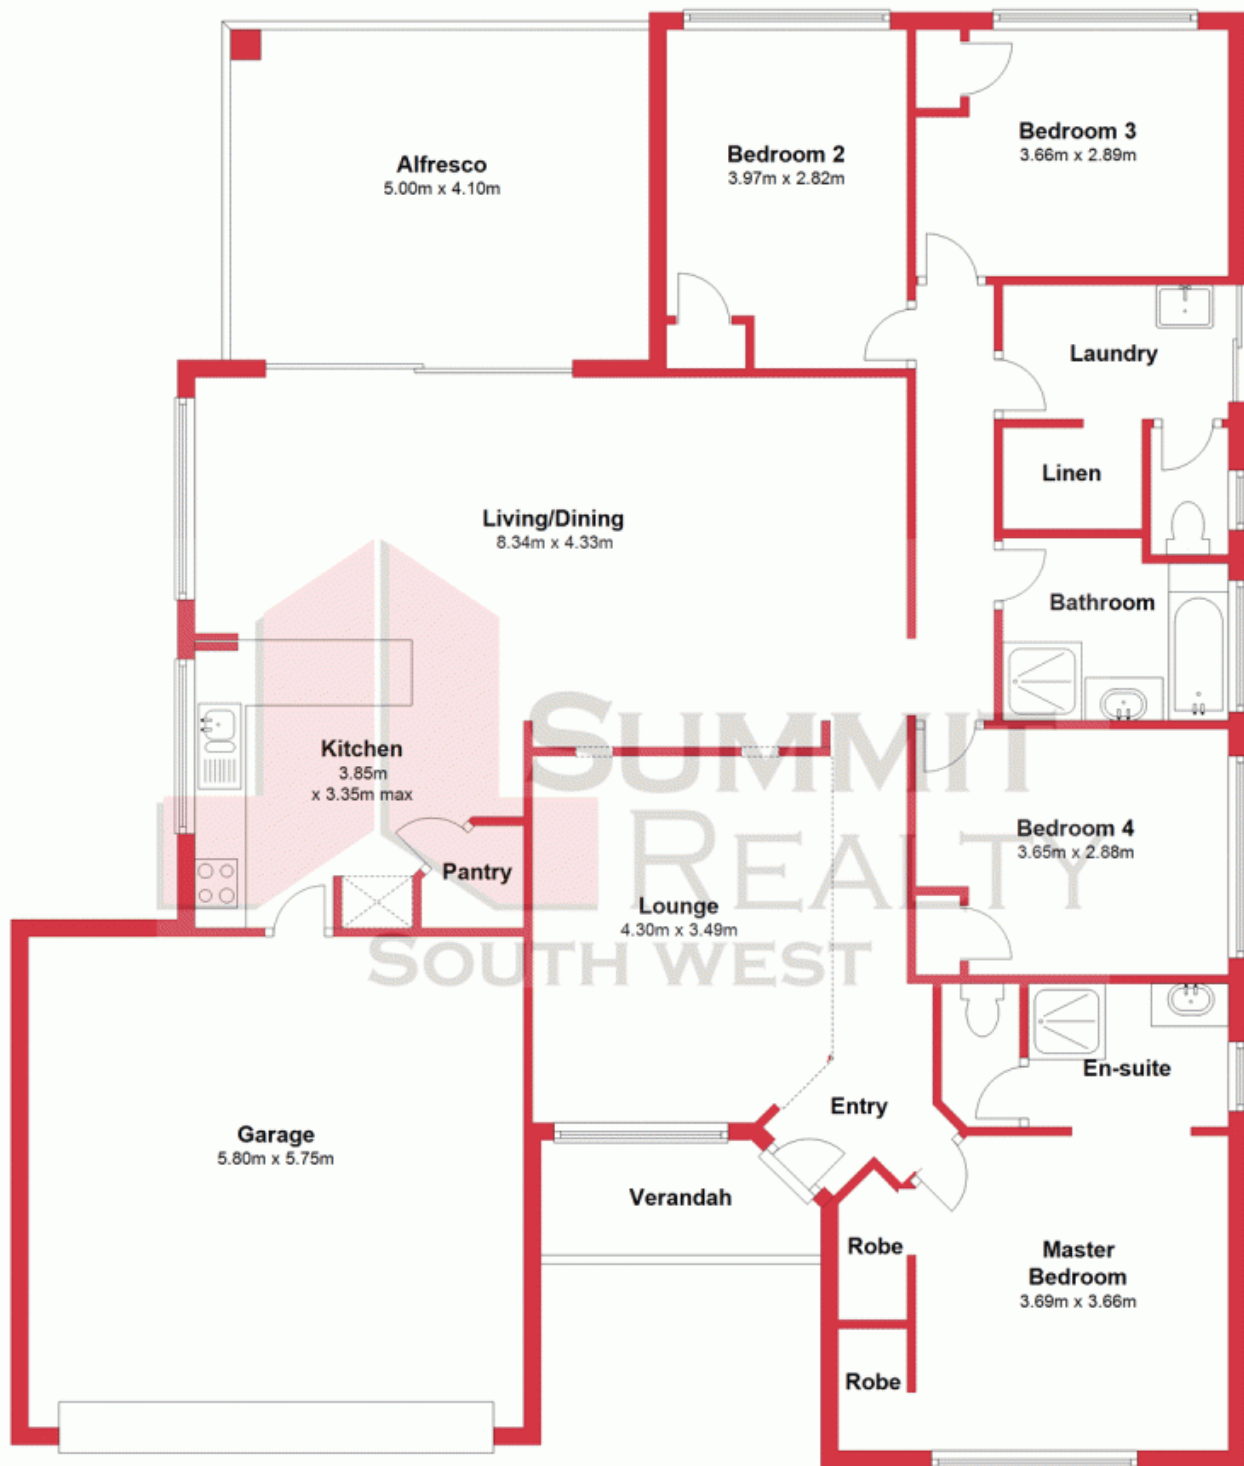 Bedroom 3
3.66m x 2.89m
Bedroom 2
3.97m x 2.82m
Alfresco
5.00m x 4.10m
Laundry
Linen
Living/Dining
8.34m x 4.33m
Bathroom
Kitchen
3.85m
x 3.35m max
Pantry
SUMMIT
REALTY
SOUTH WEST
Bedroom 4
3.65m x 2.88m
Lounge
4.30m x 3.49m
En-suite
Entry
Garage
5.80m x 5.75m
Verandah
Robe
Master
Bedroom
3.69m x 3.66m
Robe